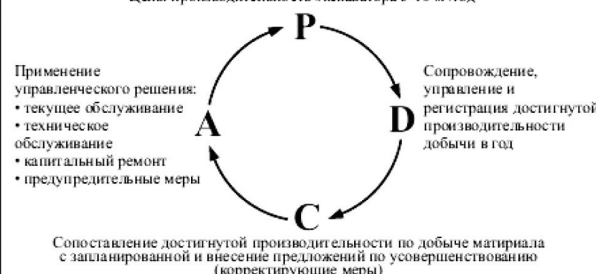 P
Применение
управленческого решения:
• текущее обслуживание
• техническое
обслуживание
• капитальный ремонт
• предупредительные меры
A
Сопровождение,
управление и
регистрация достигнутой
производительности
добычи в год
D
C
Сопоставление достигнутой производительности по добыче матириала
с запланированной и внесение предложений по усовершенствованию
(корректирующие меры)